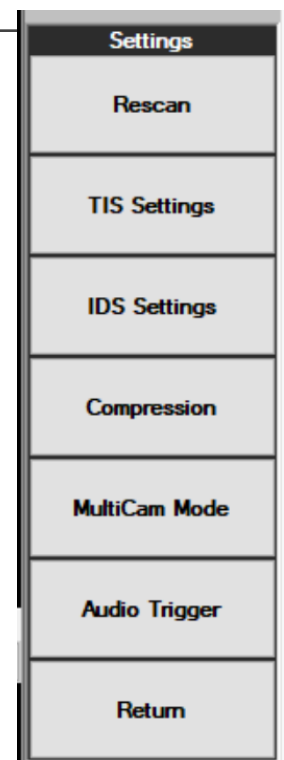 Settings
Rescan
TIS Settings
IDS Settings
Compression
MultiCam Mode
Audio Trigger
Return